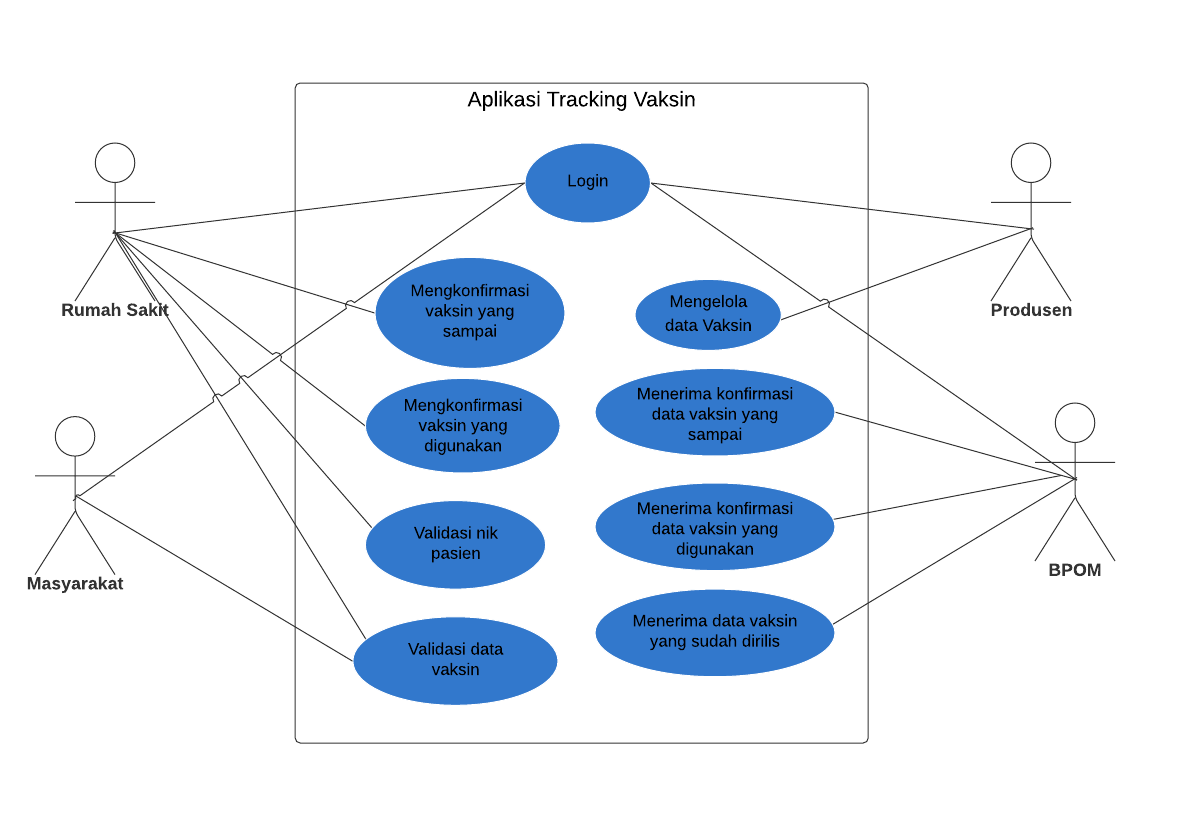 Aplikasi Tracking Vaksin
Login
Rumah Sakit
Mengkonfirmasi
vaksin yang
sampai
Mengelola
data Vaksin
Produsen
Mengkonfirmasi
vaksin yang
digunakan
Menerima konfirmasi
data vaksin yang
sampai
Validasi nik
pasien
Menerima konfirmasi
data vaksin yang
digunakan
Masyarakat
BPOM
Validasi data
vaksin
Menerima data vaksin
yang sudah dirilis